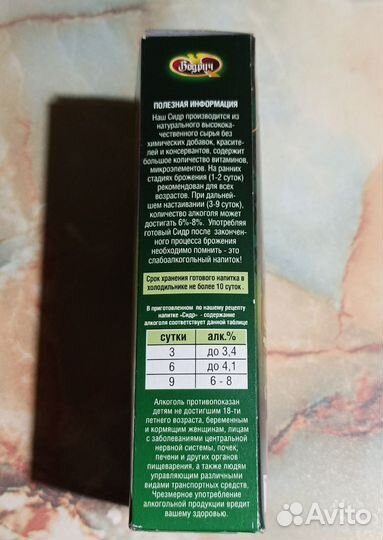 Бодрич
ПОЛЕЗНАЯ ИНФОРМАЦИЯ
Наш Сидр производится из
натурального высокока-
чественного сырья без
химических добавок, красите-
лей и консервантов, содержит
большое количество витаминов,
микроэлементов. На ранних
стадиях брожения (1-2 суток)
рекомендован для всех
возрастов. При дальней-
шем настаивании (3-9 суток),
количество алкоголя может
достигать 6%-8%. Употребляя
готовый Сидр после закончен-
ного процесса брожения
необходимо помнить - это
слабоалкогольный напиток!
Срок хранения готового напитка в
холодильнике не более 10 суток.
В приготовленном по нашему рецепту
напитке «Сидр» - содержание
алкоголя соответствует данной таблице
сутки алк.%
3 до 3,4
6 до 4,1
9 6 - 8
Алкоголь противопоказан
детям не достигшим 18-ти
летнего возраста, беременным
и кормящим женщинам, лицам
с заболеваниями центральной
нервной системы, почек,
печени и других органов
пищеварения, а также людям
управляющим различными
видами транспортных средств.
Чрезмерное употребление
алкогольной продукции вредит
вашему здоровью.
Avito